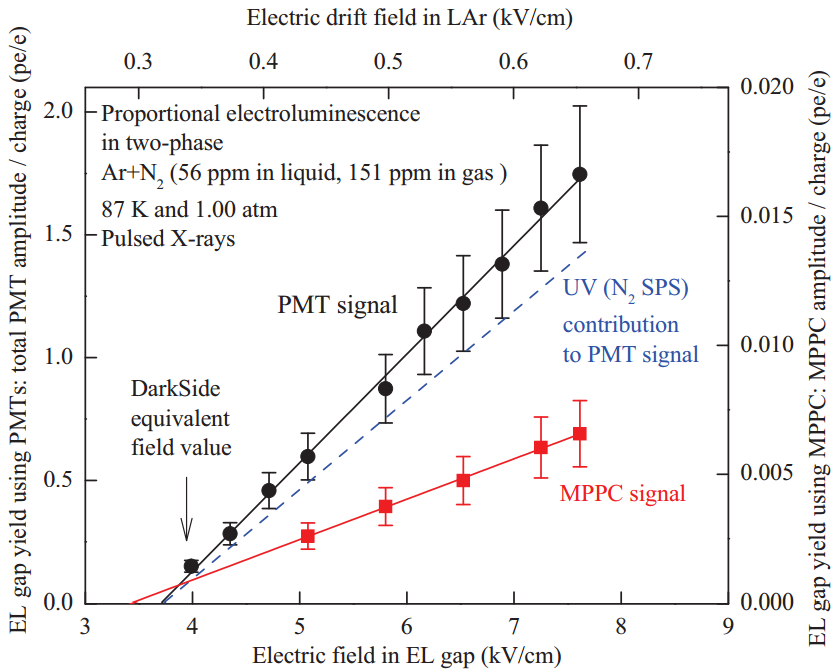 Electric drift field in LAr (kV/cm)
0.3 0.4 0.5 0.6 0.7
EL gap yield using PMTs: total PMT amplitude / charge (pe/e)
2.0
1.5
1.0
0.5
0.0
Proportional electroluminescence
in two-phase
Ar+N2 (56 ppm in liquid, 151 ppm in gas )
87 K and 1.00 atm
Pulsed X-rays
PMT signal
UV (N2 SPS)
contribution
to PMT signal
DarkSide
equivalent
field value
MPPC signal
0.020
0.015
0.010
0.005
0.000
EL gap yield using MPPC: MPPC amplitude / charge (pe/e)
3 4 5 6 7 8 9
Electric field in EL gap (kV/cm)